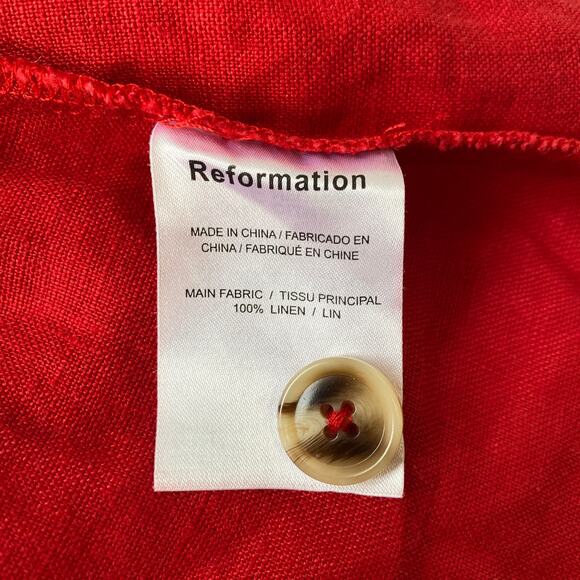 Reformation
MADE IN CHINA / FABRICADO EN
CHINA / FABRIQUÉ EN CHINE
MAIN FABRIC / TISSU PRINCIPAL
100% LINEN / LIN